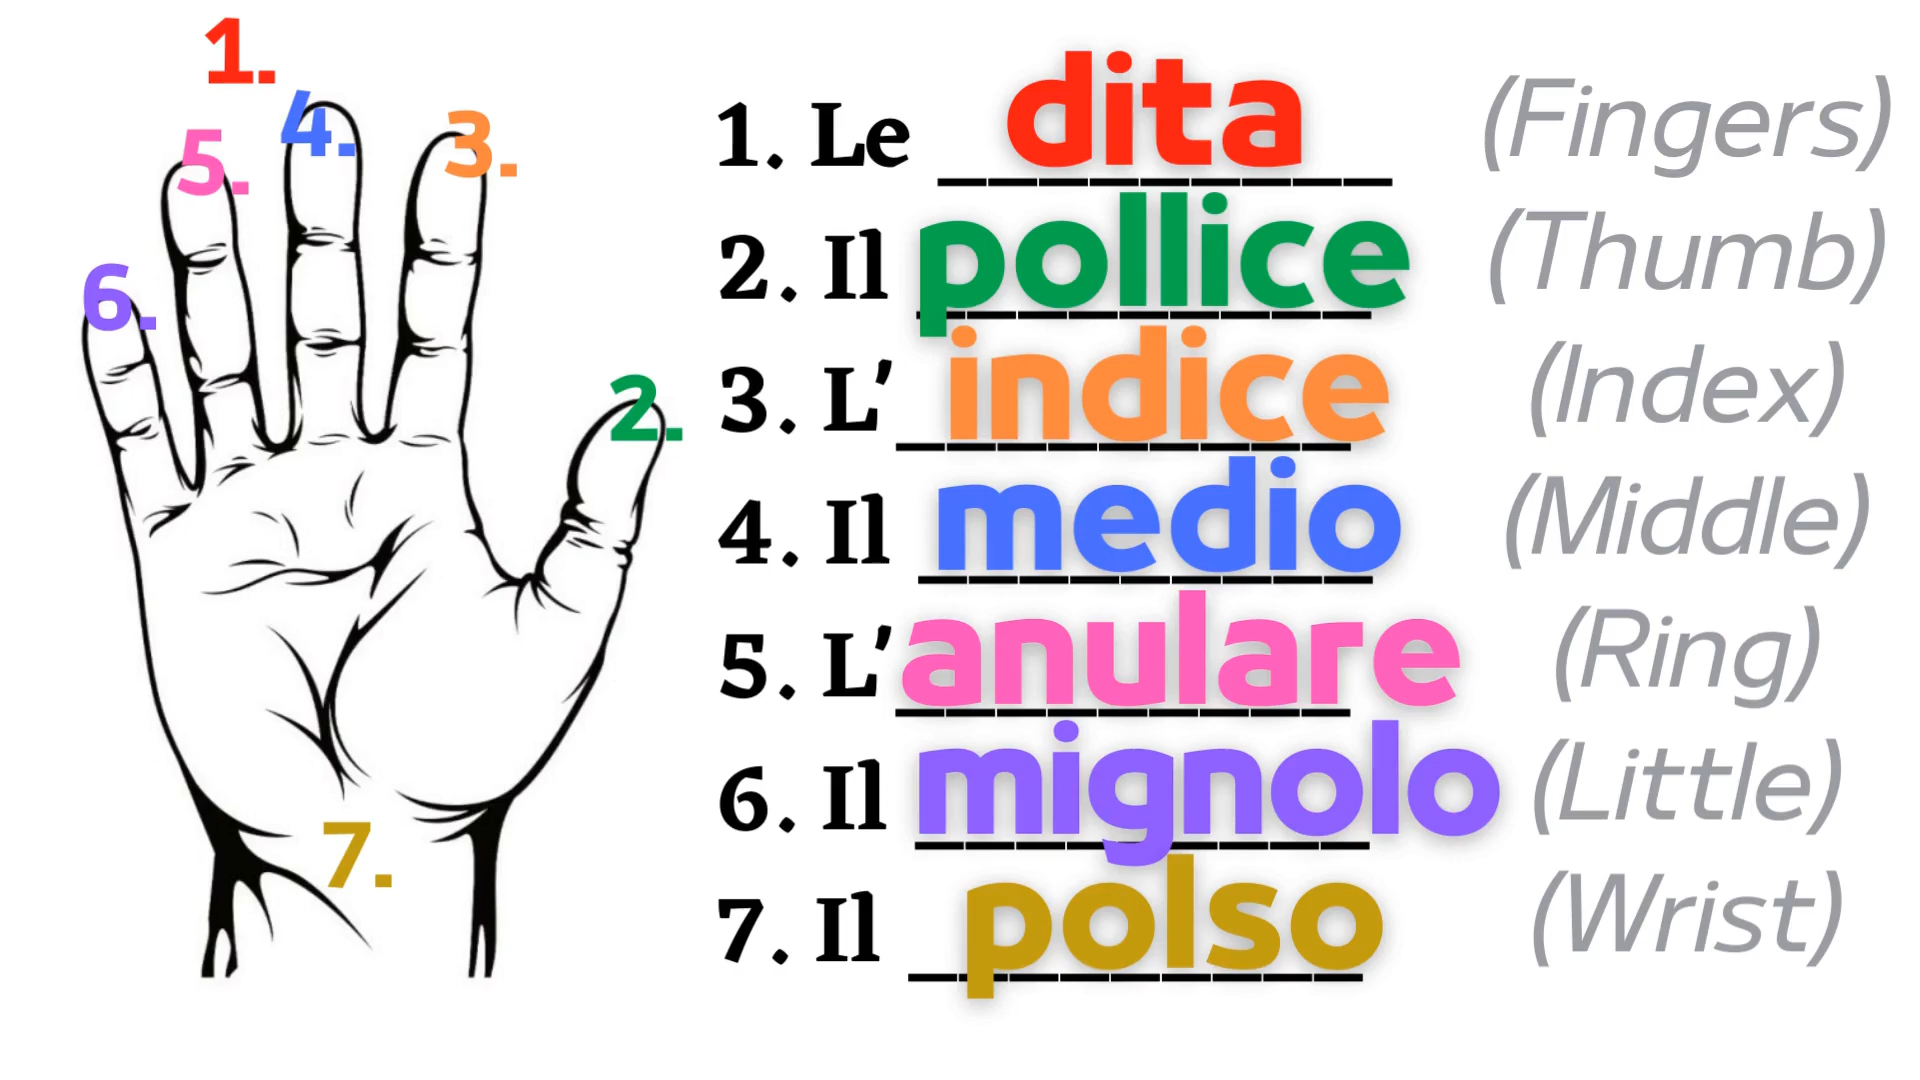 1.
4.
3.
5.
6.
2.
7.
1. Le dita (Fingers)
2. Il pollice (Thumb)
3. L' indice (Index)
4. Il medio (Middle)
5. L' anulare (Ring)
6. Il mignolo (Little)
7. Il polso (Wrist)